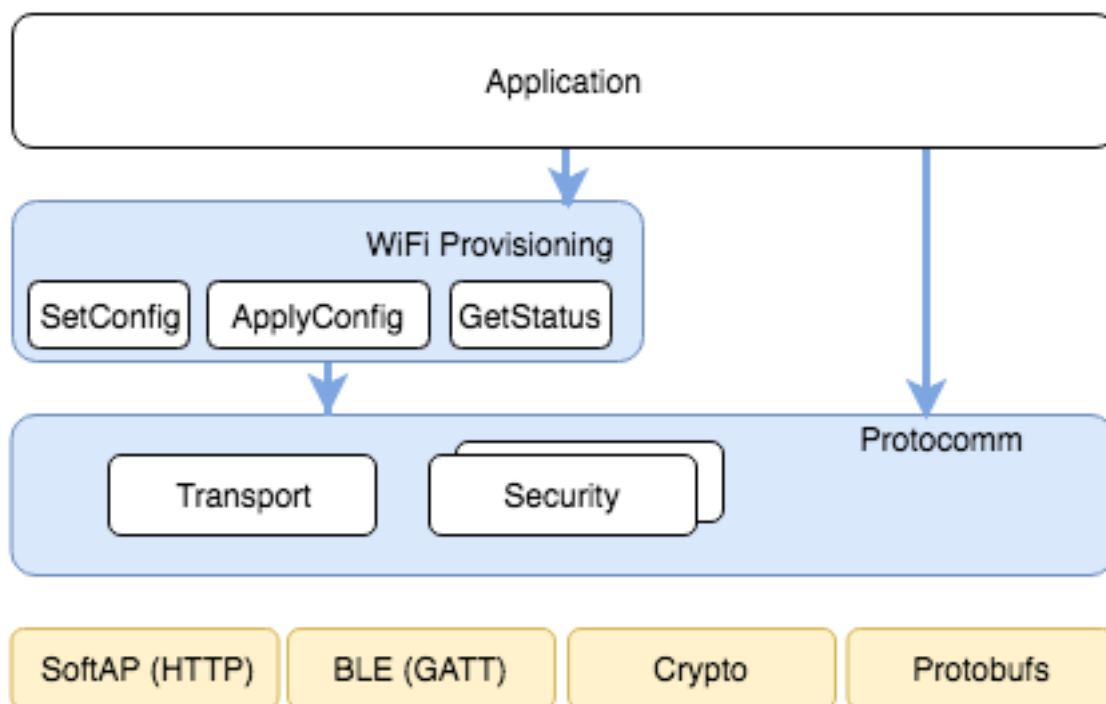 Application
WiFi Provisioning
SetConfig
ApplyConfig
GetStatus
Protocomm
Transport
Security
SoftAP (HTTP)
BLE (GATT)
Crypto
Protobufs